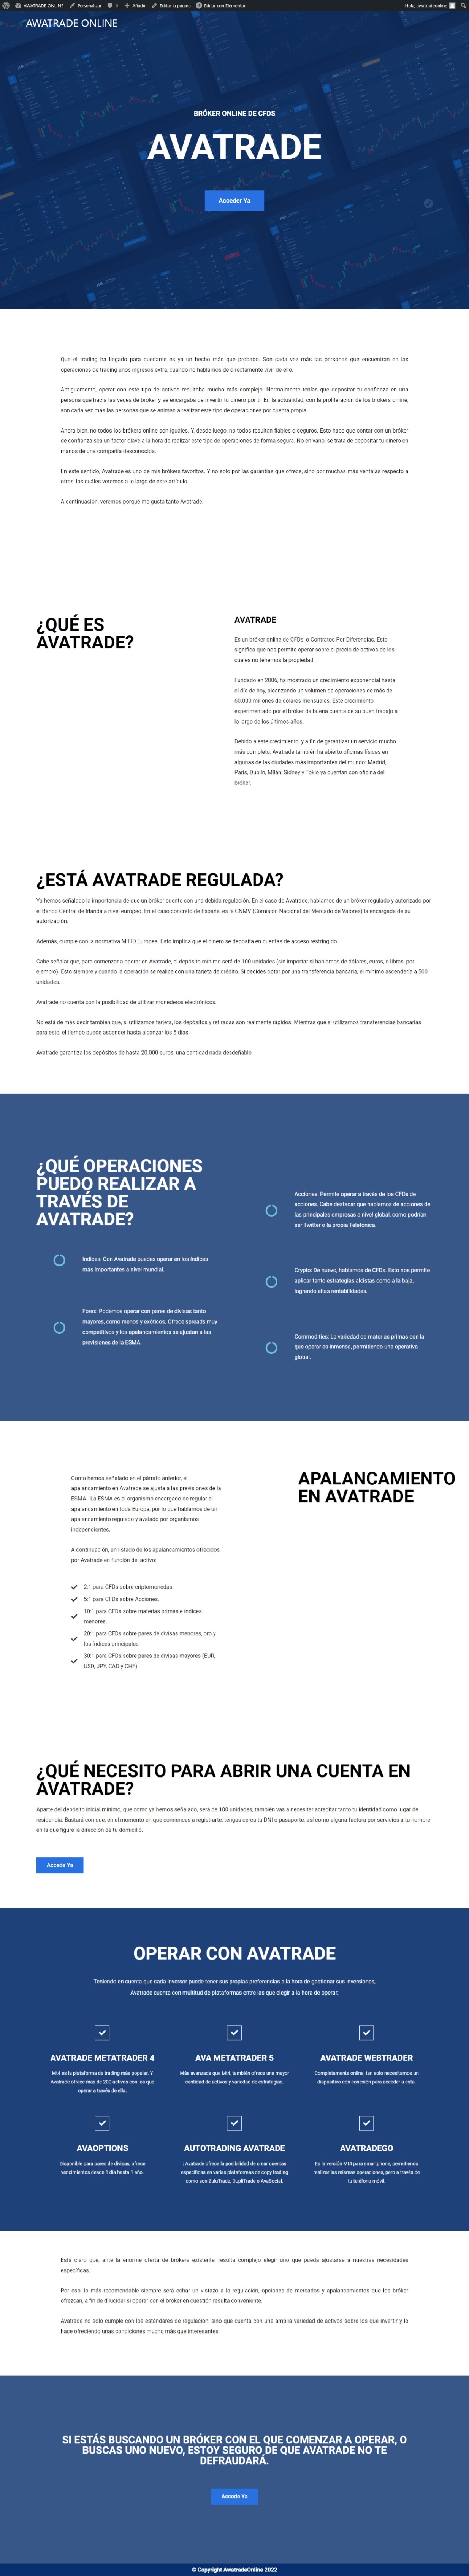 AWATRADE ONLINE Personalizar 0 Añadir Editar la página Editar con Elementor Hola, awatradeonline
AWATRADE ONLINE
BRÓKER ONLINE DE CFDS
AVATRADE
Acceder Ya
Que el trading ha llegado para quedarse es ya un hecho más que probado. Son cada vez más las personas que encuentran en las
operaciones de trading unos ingresos extra, cuando no hablamos de directamente vivir de ello.
Antiguamente, operar con este tipo de activos resultaba mucho más complejo. Normalmente tenías que depositar tu confianza en una
persona que hacía las veces de bróker y se encargaba de invertir tu dinero por ti. En la actualidad, con la proliferación de los brókers online,
son cada vez más las personas que se animan a realizar este tipo de operaciones por cuenta propia.
Ahora bien, no todos los brókers online son iguales. Y, desde luego, no todos resultan fiables o seguros. Esto hace que contar con un bróker
de confianza sea un factor clave a la hora de realizar este tipo de operaciones de forma segura. No en vano, se trata de depositar tu dinero en
manos de una compañía desconocida.
En este sentido, Avatrade es uno de mis brókers favoritos. Y no solo por las garantías que ofrece, sino por muchas más ventajas respecto a
otros, las cuáles veremos a lo largo de este artículo.
A continuación, veremos porqué me gusta tanto Avatrade.
¿QUÉ ES
AVATRADE?
AVATRADE
Es un bróker online de CFDs, o Contratos Por Diferencias. Esto
significa que nos permite operar sobre el precio de activos de los
cuales no tenemos la propiedad.
Fundado en 2006, ha mostrado un crecimiento exponencial hasta
el día de hoy, alcanzando un volumen de operaciones de más de
60.000 millones de dólares mensuales. Este crecimiento
experimentado por el bróker da buena cuenta de su buen trabajo a
lo largo de los últimos años.
Debido a este crecimiento, y a fin de garantizar un servicio mucho
más completo, Avatrade también ha abierto oficinas físicas en
algunas de las ciudades más importantes del mundo: Madrid,
París, Dublín, Milán, Sidney y Tokio ya cuentan con oficina del
bróker.
¿ESTÁ AVATRADE REGULADA?
Ya hemos señalado la importancia de que un bróker cuente con una debida regulación. En el caso de Avatrade, hablamos de un bróker regulado y autorizado por
el Banco Central de Irlanda a nivel europeo. En el caso concreto de España, es la CNMV (Comisión Nacional del Mercado de Valores) la encargada de su
autorización.
Además, cumple con la normativa MiFID Europea. Esto implica que el dinero se deposita en cuentas de acceso restringido.
Cabe señalar que, para comenzar a operar en Avatrade, el depósito mínimo será de 100 unidades (sin importar si hablamos de dólares, euros, o libras, por
ejemplo). Esto siempre y cuando la operación se realice con una tarjeta de crédito. Si decides optar por una transferencia bancaria, el mínimo ascendería a 500
unidades.
Avatrade no cuenta con la posibilidad de utilizar monederos electrónicos.
No está de más decir también que, si utilizamos tarjeta, los depósitos y retiradas son realmente rápidos. Mientras que si utilizamos transferencias bancarias
para esto, el tiempo puede ascender hasta alcanzar los 5 días.
Avatrade garantiza los depósitos de hasta 20.000 euros, una cantidad nada desdeñable.
¿QUÉ OPERACIONES
PUEDO REALIZAR A
TRAVÉS DE
AVATRADE?
Índices: Con Avatrade puedes operar en los índices
más importantes a nivel mundial.
Forex: Podemos operar con pares de divisas tanto
mayores, como menos y exóticos. Ofrece spreads muy
competitivos y los apalancamientos se ajustan a las
previsiones de la ESMA.
Acciones: Permite operar a través de los CFDs de
acciones. Cabe destacar que hablamos de acciones de
las principales empresas a nivel global, como podrían
ser Twitter o la propia Telefónica.
Crypto: De nuevo, hablamos de CFDs. Esto nos permite
aplicar tanto estrategias alcistas como a la baja,
logrando altas rentabilidades.
Commodities: La variedad de materias primas con la
que operar es inmensa, permitiendo una operativa
global.
Como hemos señalado en el párrafo anterior, el
apalancamiento en Avatrade se ajusta a las previsiones de la
ESMA. La ESMA es el organismo encargado de regular el
apalancamiento en toda Europa, por lo que hablamos de un
apalancamiento regulado y avalado por organismos
independientes.
A continuación, un listado de los apalancamientos ofrecidos
por Avatrade en función del activo:
2:1 para CFDs sobre criptomonedas.
5:1 para CFDs sobre Acciones.
10:1 para CFDs sobre materias primas e índices
menores.
20:1 para CFDs sobre pares de divisas menores, oro y
los índices principales.
30:1 para CFDs sobre pares de divisas mayores (EUR,
USD, JPY, CAD y CHF)
APALANCAMIENTO
EN AVATRADE
¿QUÉ NECESITO PARA ABRIR UNA CUENTA EN
AVATRADE?
Aparte del depósito inicial mínimo, que como ya hemos señalado, será de 100 unidades, también vas a necesitar acreditar tanto tu identidad como lugar de
residencia. Bastará con que, en el momento en que comiences a registrarte, tengas cerca tu DNI o pasaporte, así como alguna factura por servicios a tu nombre
en la que figure la dirección de tu domicilio.
Accede Ya
OPERAR CON AVATRADE
Teniendo en cuenta que cada inversor puede tener sus propias preferencias a la hora de gestionar sus inversiones,
Avatrade cuenta con multitud de plataformas entre las que elegir a la hora de operar:
AVATRADE METATRADER 4
Mt4 es la plataforma de trading más popular. Y
Avatrade ofrece más de 200 activos con los que
operar a través de ella.
AVA METATRADER 5
Más avanzada que Mt4, también ofrece una mayor
cantidad de activos y variedad de estrategias.
AVATRADE WEBTRADER
Completamente online, tan solo necesitamos un
dispositivo con conexión para acceder a esta.
AVAOPTIONS
Disponible para pares de divisas, ofrece
vencimientos desde 1 día hasta 1 año.
AUTOTRADING AVATRADE
: Avatrade ofrece la posibilidad de crear cuentas
específicas en varias plataformas de copy trading
como son ZuluTrade, DupliTrade o AvaSocial.
AVATRADEGO
Es la versión Mt4 para smartphone, permitiendo
realizar las mismas operaciones, pero a través de
tu teléfono móvil.
Está claro que, ante la enorme oferta de brókers existente, resulta complejo elegir uno que pueda ajustarse a nuestras necesidades
específicas.
Por eso, lo más recomendable siempre será echar un vistazo a la regulación, opciones de mercados y apalancamientos que los bróker
ofrezcan, a fin de dilucidar si operar con el bróker en cuestión resulta conveniente.
Avatrade no solo cumple con los estándares de regulación, sino que cuenta con una amplia variedad de activos sobre los que invertir y lo
hace ofreciendo unas condiciones mucho más que interesantes.
SI ESTÁS BUSCANDO UN BRÓKER CON EL QUE COMENZAR A OPERAR, O
BUSCAS UNO NUEVO, ESTOY SEGURO DE QUE AVATRADE NO TE
DEFRAUDARÁ.
Accede Ya
© Copyright AwatradeOnline 2022